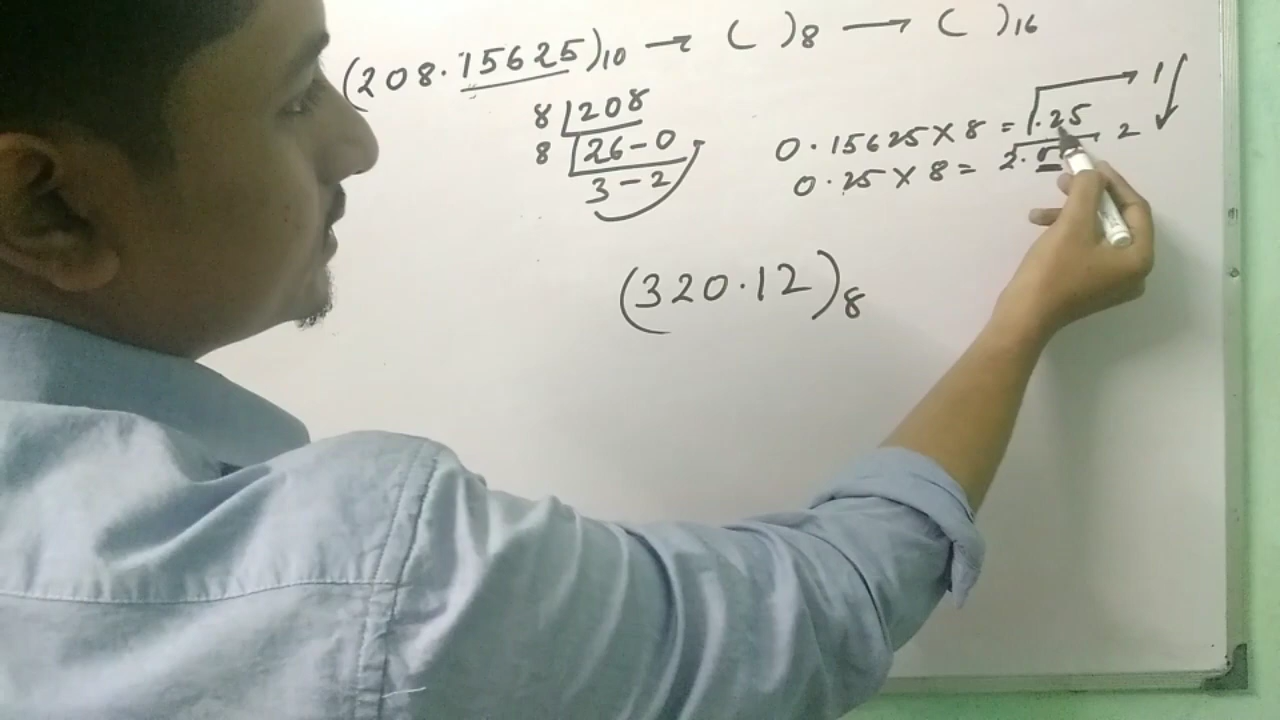 (208.15625)10 → ( )8 → ( )16
8 208
8 26 - 0
3 - 2
0.15625 × 8 = 1.25 → 1
0.25 × 8 = 2. → 2
(320.12)8